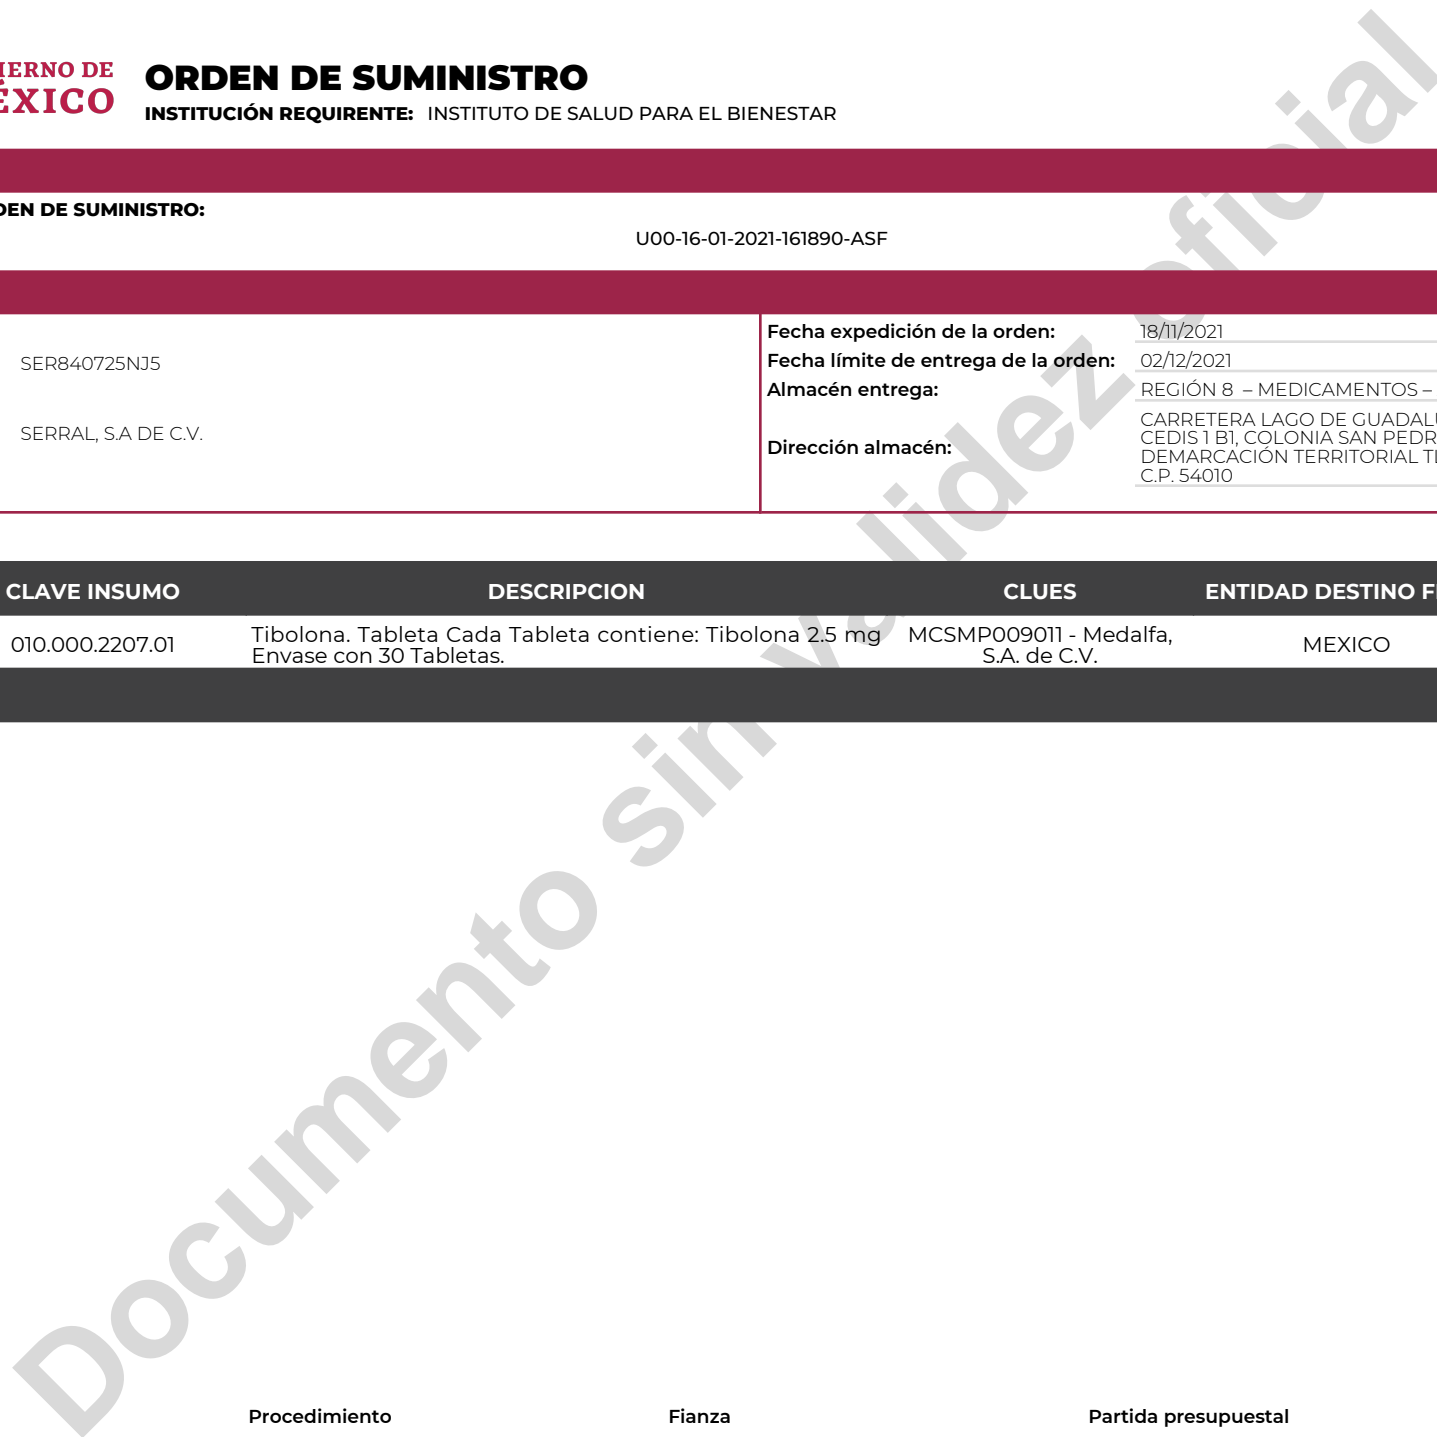 IERNO DE
ÉXICO
ORDEN DE SUMINISTRO
INSTITUCIÓN REQUIRENTE: INSTITUTO DE SALUD PARA EL BIENESTAR
DEN DE SUMINISTRO:
U00-16-01-2021-161890-ASF
SER840725NJ5
SERRAL, S.A DE C.V.
Fecha expedición de la orden: 18/11/2021
Fecha límite de entrega de la orden: 02/12/2021
Almacén entrega: REGIÓN 8 – MEDICAMENTOS –
Dirección almacén:
CARRETERA LAGO DE GUADALU
CEDIS 1 B1, COLONIA SAN PEDR
DEMARCACIÓN TERRITORIAL TL
C.P. 54010
CLAVE INSUMO DESCRIPCION CLUES ENTIDAD DESTINO FI
010.000.2207.01
Tibolona. Tableta Cada Tableta contiene: Tibolona 2.5 mg
Envase con 30 Tabletas.
MCSMP009011 - Medalfa,
S.A. de C.V.
MEXICO
Documento sin validez oficial
Procedimiento Fianza Partida presupuestal